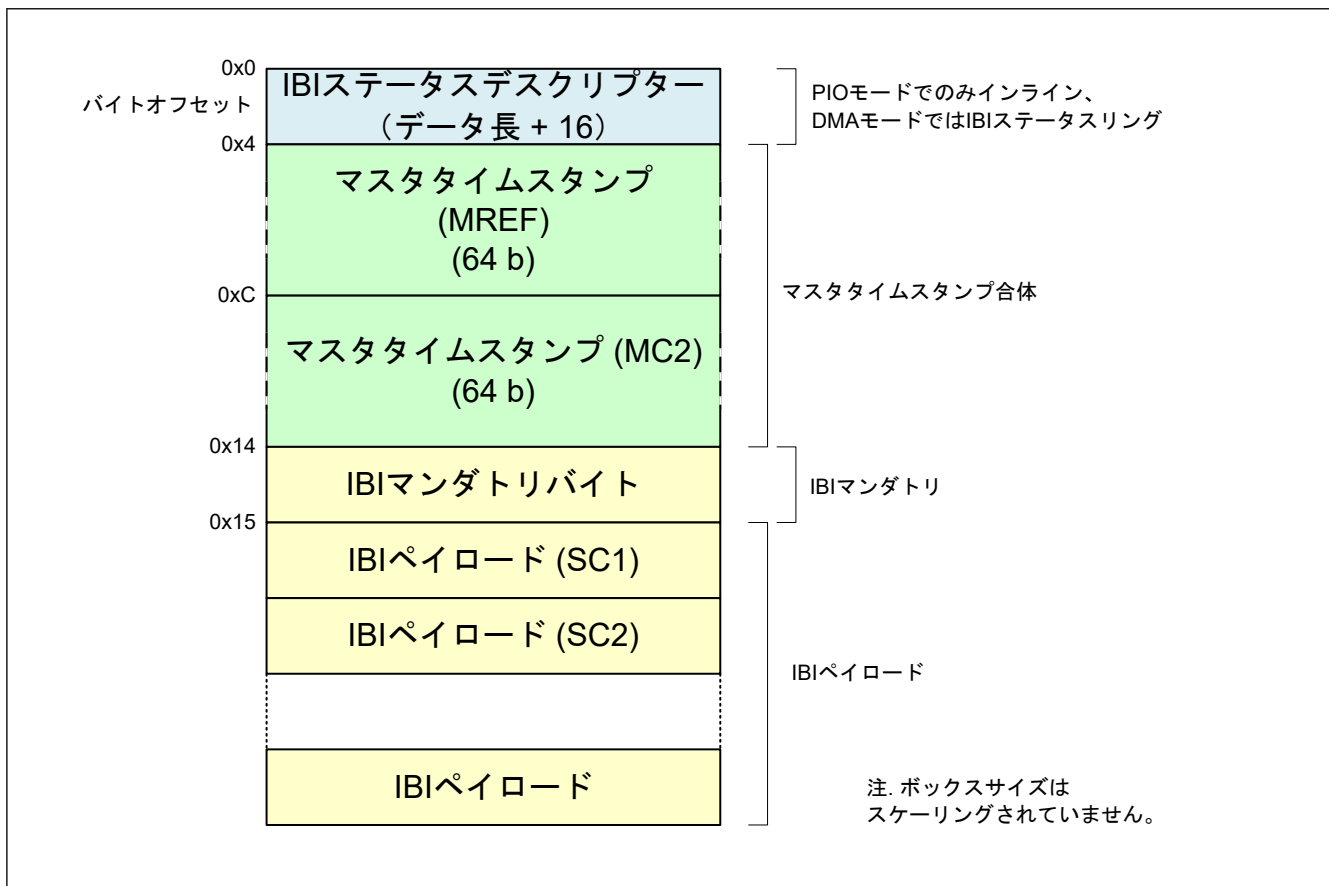 0x0
バイトオフセット
IBIステータスデスクリプター
（データ長 + 16）
PIOモードでのみインライン、
DMAモードではIBIステータスリング
0x4
マスタタイムスタンプ
(MREF)
(64 b)
0xC
マスタタイムスタンプ合体
マスタタイムスタンプ (MC2)
(64 b)
0x14
IBIマンダトリバイト
IBIマンダトリ
0x15
IBIペイロード (SC1)
IBIペイロード (SC2)
IBIペイロード
IBIペイロード
注. ボックスサイズは
スケーリングされていません。